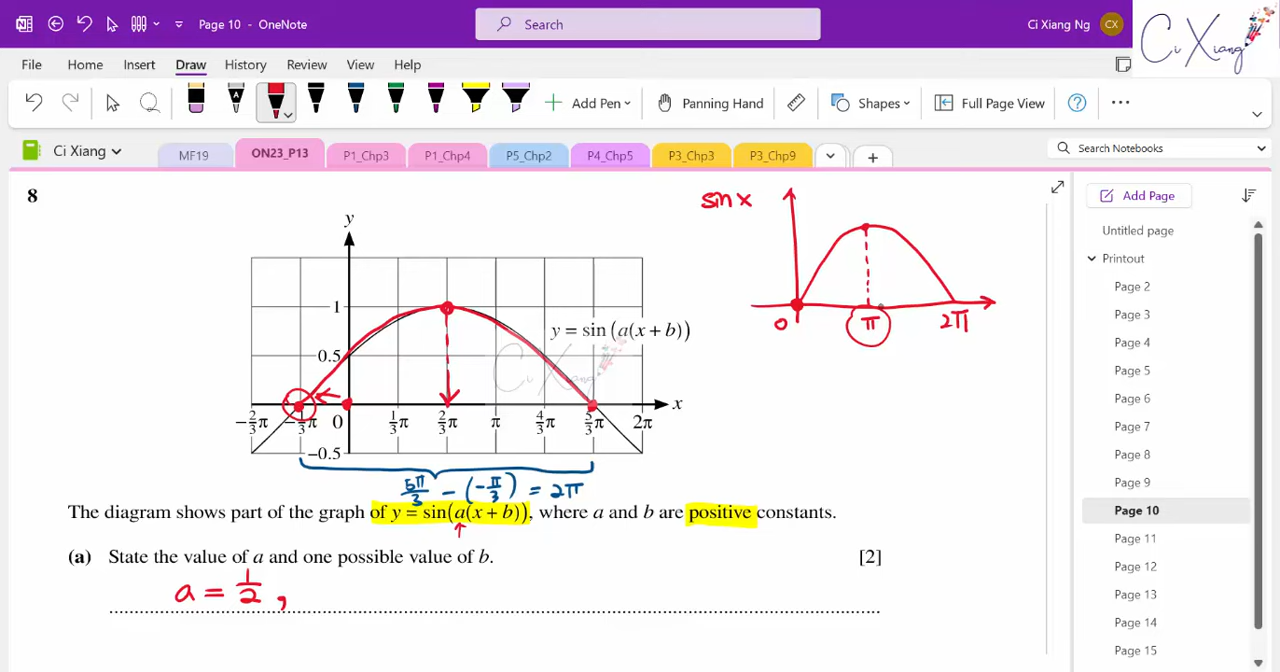 Page 10 - OneNote
Search
Ci Xiang Ng
CX
Ci Xiang
File Home Insert Draw History Review View Help
Add Pen
Panning Hand
Shapes
Full Page View
Ci Xiang
MF19
ON23_P13
P1_Chp3
P1_Chp4
P5_Chp2
P4_Chp5
P3_Chp3
P3_Chp9
Search Notebooks
Add Page
Untitled page
Printout
Page 2
Page 3
Page 4
Page 5
Page 6
Page 7
Page 8
Page 9
Page 10
Page 11
Page 12
Page 13
Page 14
Page 15
8
y
1
0.5
-0.5
y = sin (a(x + b))
Ci Xiang
x
-2/3π -1/3π 0 1/3π 2/3π π 4/3π 5/3π 2π
sin x
0 π 2π
5π/3 - (-π/3) = 2π
The diagram shows part of the graph of y = sin(a(x + b)), where a and b are positive constants.
(a) State the value of a and one possible value of b. [2]
a = 1/2 ,